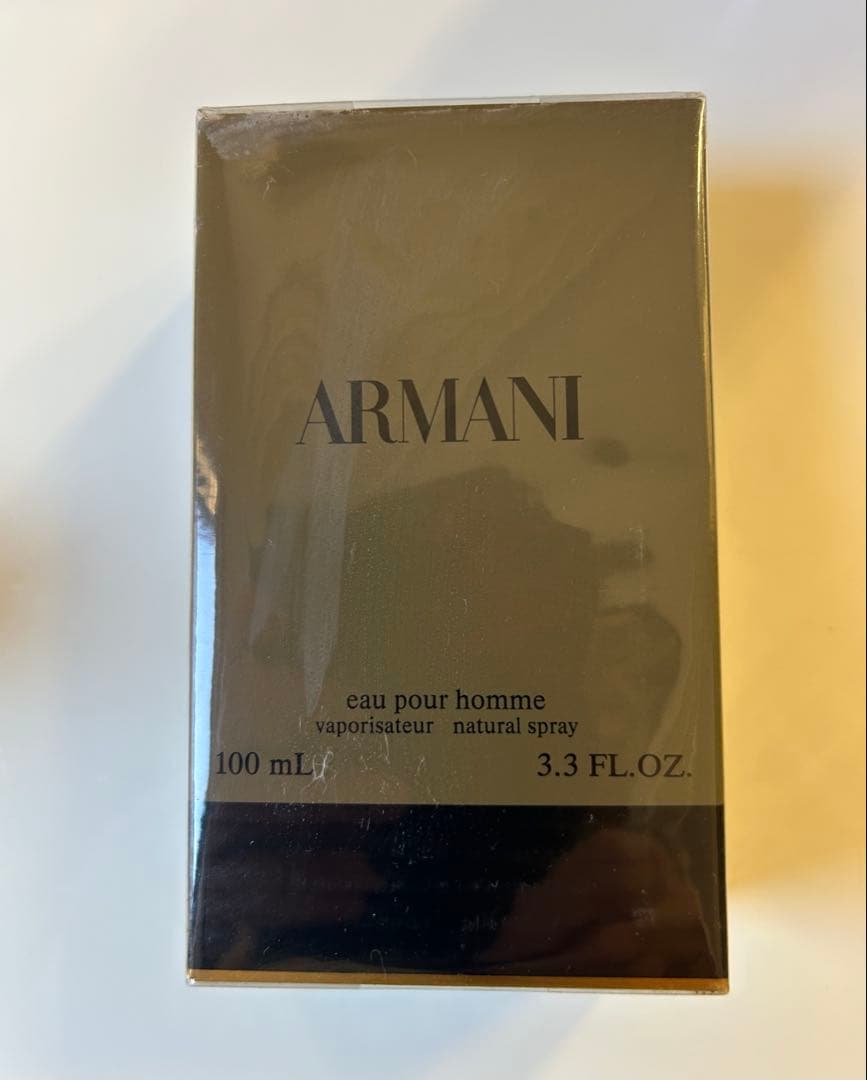 ARMANI
eau pour homme
vaporisateur natural spray
100 mL 3.3 FL.OZ.